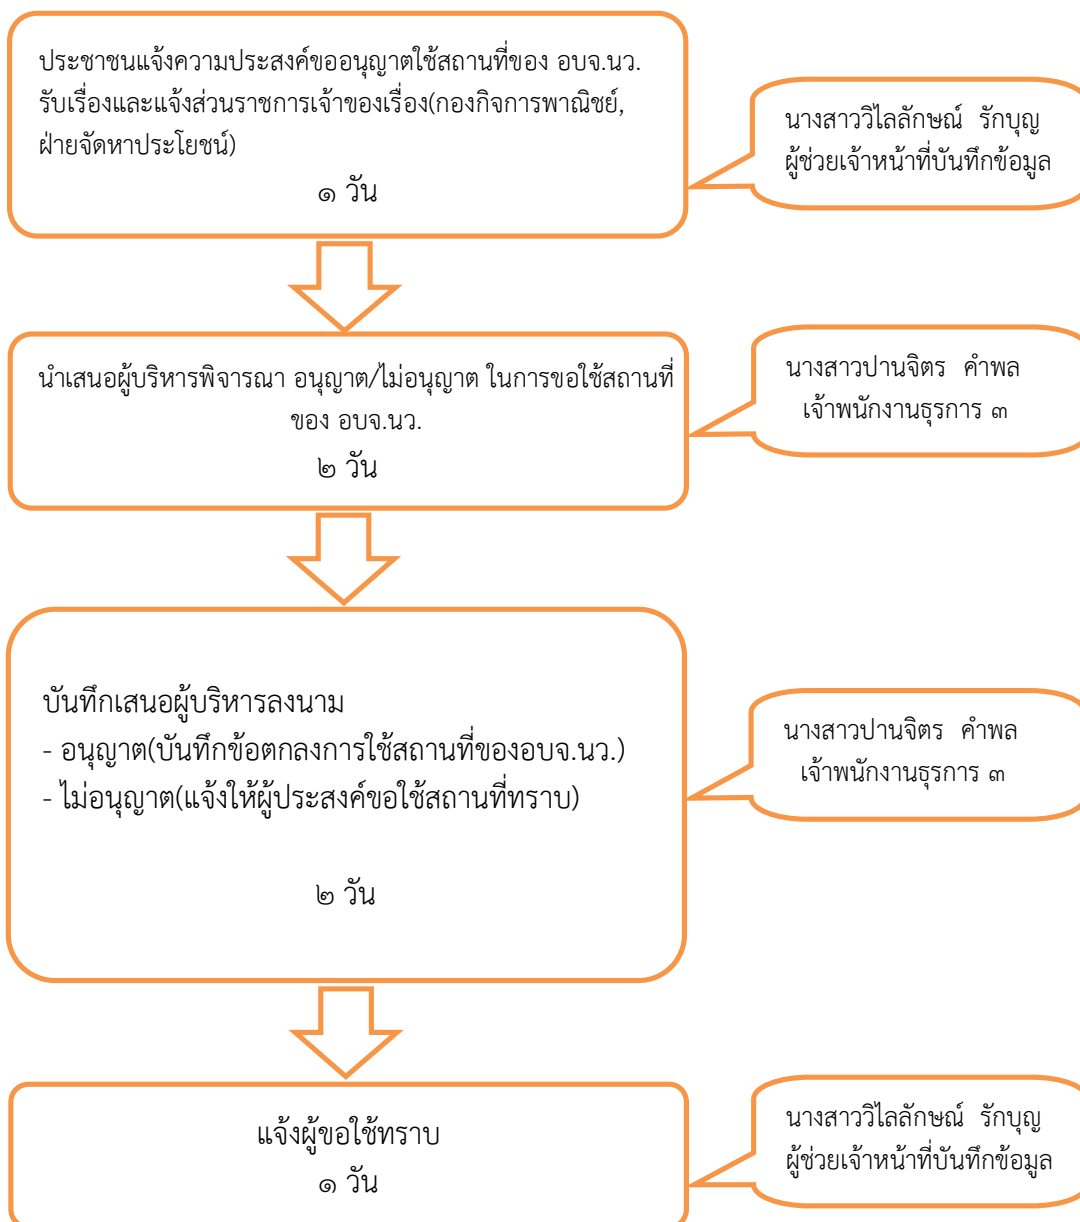 ประชาชนแจ้งความประสงค์ขออนุญาตใช้สถานที่ของ อบจ.นว.
รับเรื่องและแจ้งส่วนราชการเจ้าของเรื่อง(กองกิจการพาณิชย์,
ฝ่ายจัดหาประโยชน์)
๑ วัน
นางสาววิไลลักษณ์ รักบุญ
ผู้ช่วยเจ้าหน้าที่บันทึกข้อมูล
นำเสนอผู้บริหารพิจารณา อนุญาต/ไม่อนุญาต ในการขอใช้สถานที่
ของ อบจ.นว.
๒ วัน
นางสาวปานจิตร คำพล
เจ้าพนักงานธุรการ ๓
บันทึกเสนอผู้บริหารลงนาม
- อนุญาต(บันทึกข้อตกลงการใช้สถานที่ของอบจ.นว.)
- ไม่อนุญาต(แจ้งให้ผู้ประสงค์ขอใช้สถานที่ทราบ)
๒ วัน
นางสาวปานจิตร คำพล
เจ้าพนักงานธุรการ ๓
แจ้งผู้ขอใช้ทราบ
๑ วัน
นางสาววิไลลักษณ์ รักบุญ
ผู้ช่วยเจ้าหน้าที่บันทึกข้อมูล